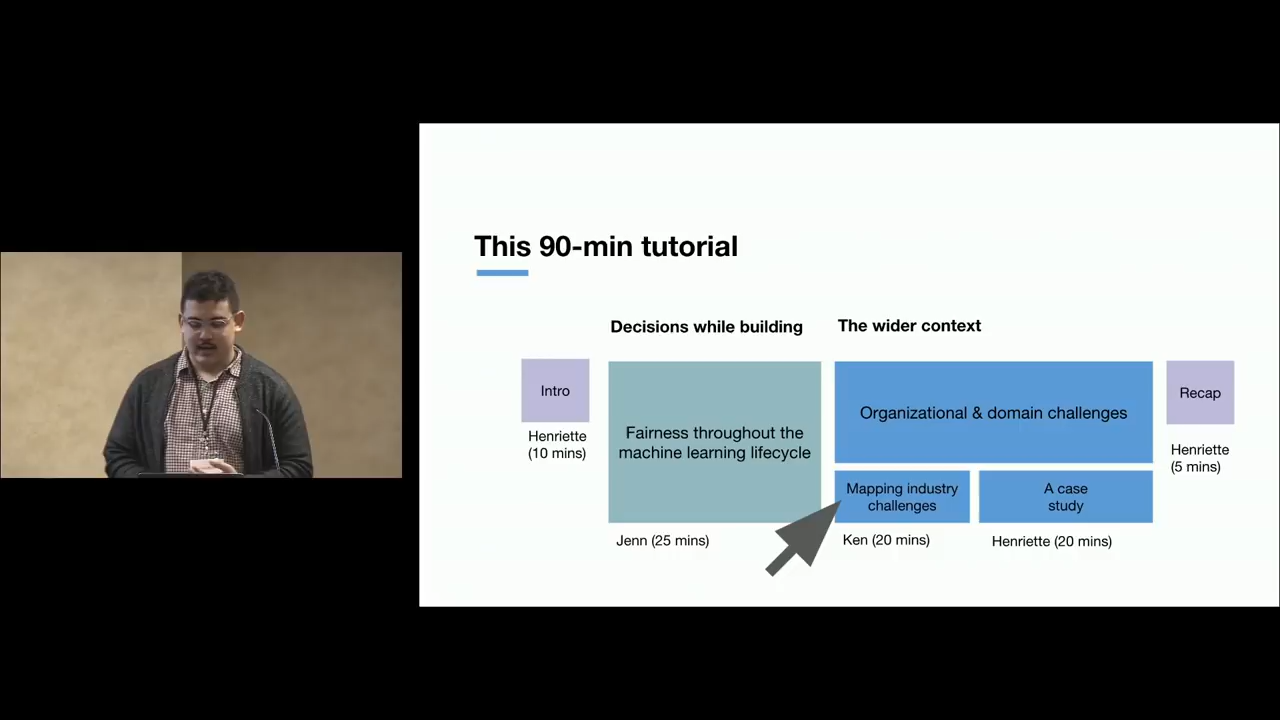 This 90-min tutorial
Decisions while building
The wider context
Intro
Henriette
(10 mins)
Fairness throughout the
machine learning lifecycle
Jenn (25 mins)
Organizational & domain challenges
Mapping industry
challenges
Ken (20 mins)
A case
study
Henriette (20 mins)
Recap
Henriette
(5 mins)